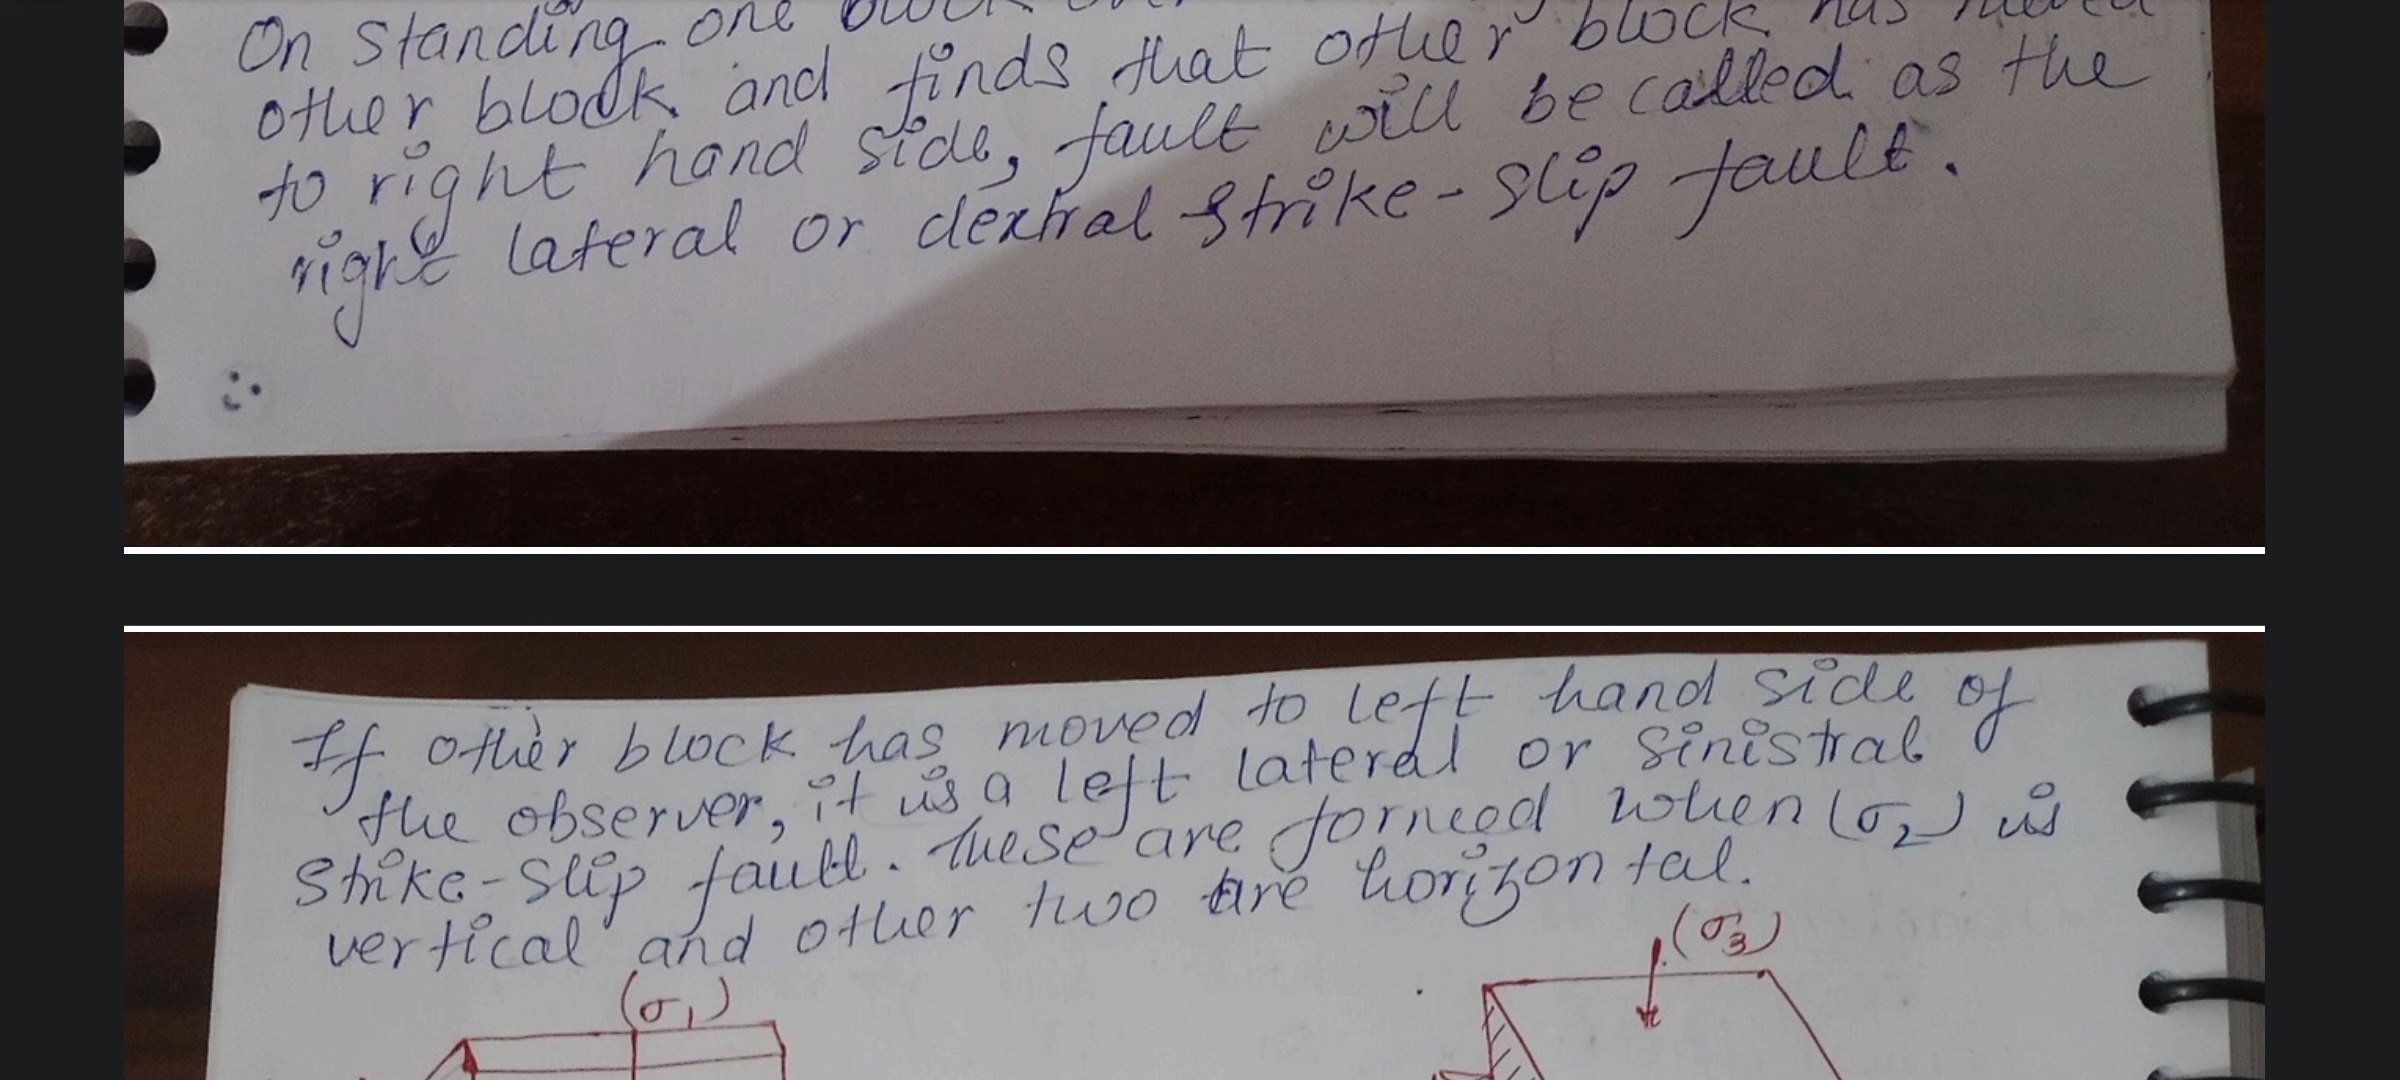 On standing one block
other block and finds that other block has moved
to right hand side, fault will be called as the
right lateral or dextral strike-slip fault.
If other block has moved to left hand side of
the observer, it is a left lateral or sinistral
strike-slip fault. These are formed when (σ2) is
vertical and other two are horizontal.
(σ3)
(σ1)